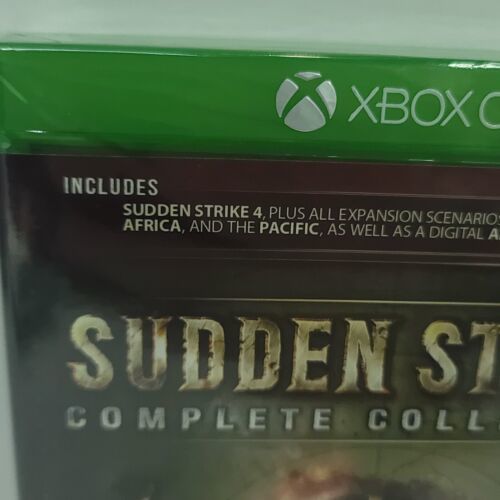 XBOX
INCLUDES
SUDDEN STRIKE 4, PLUS ALL EXPANSION SCENARIO
AFRICA, AND THE PACIFIC, AS WELL AS A DIGITAL
SUDDEN ST
COMPLETE COLL